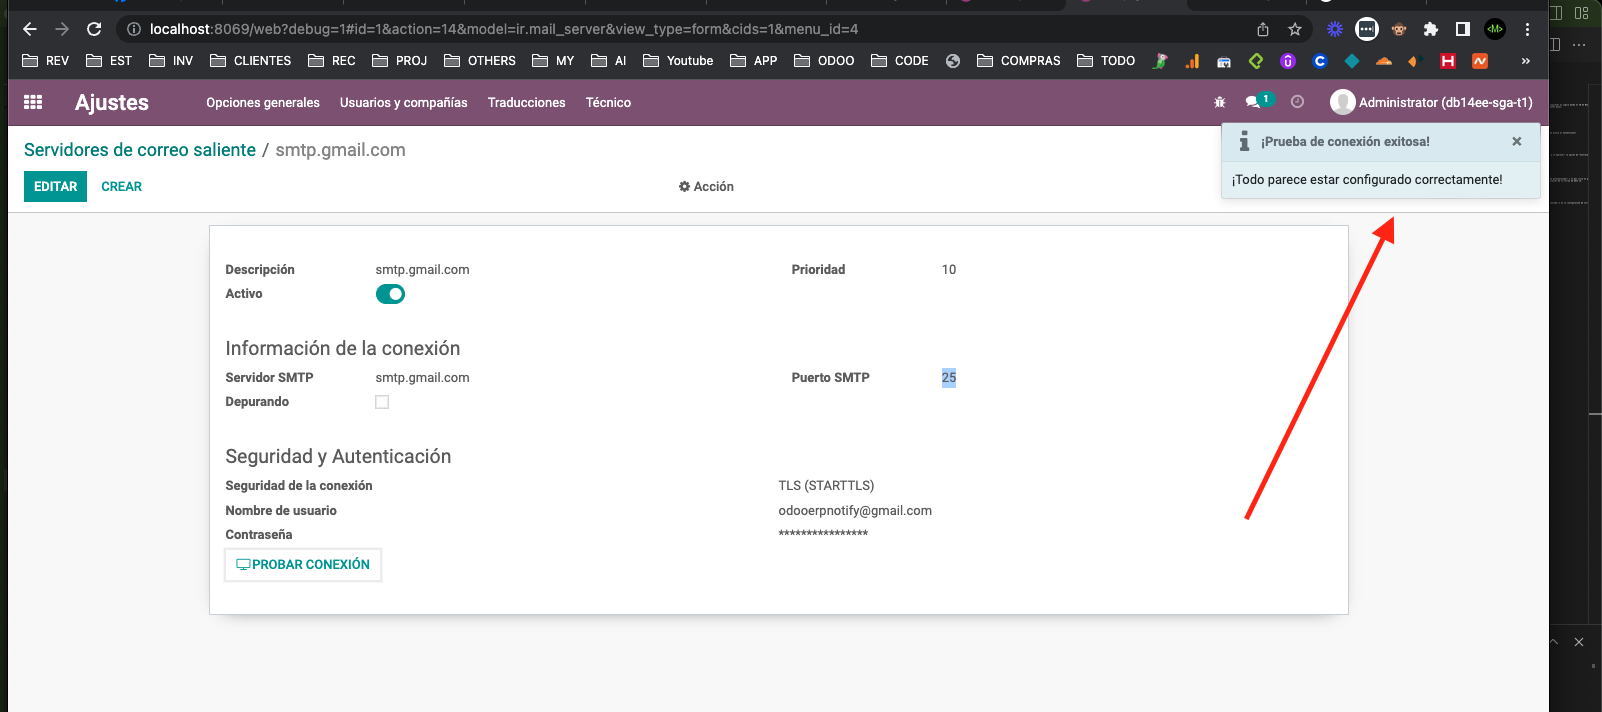 localhost:8069/web?debug=1#id=1&action=14&model=ir.mail_server&view_type=form&cids=1&menu_id=4
REV EST INV CLIENTES REC PROJ OTHERS MY AI Youtube APP ODOO CODE COMPRAS TODO »
Ajustes Opciones generales Usuarios y compañías Traducciones Técnico 1 Administrator (db14ee-sga-t1)
Servidores de correo saliente / smtp.gmail.com
¡Prueba de conexión exitosa!
¡Todo parece estar configurado correctamente!
EDITAR CREAR Acción
Descripción smtp.gmail.com Prioridad 10
Activo
Información de la conexión
Servidor SMTP smtp.gmail.com Puerto SMTP 25
Depurando
Seguridad y Autenticación
Seguridad de la conexión TLS (STARTTLS)
Nombre de usuario odooerpnotify@gmail.com
Contraseña ****************
PROBAR CONEXIÓN